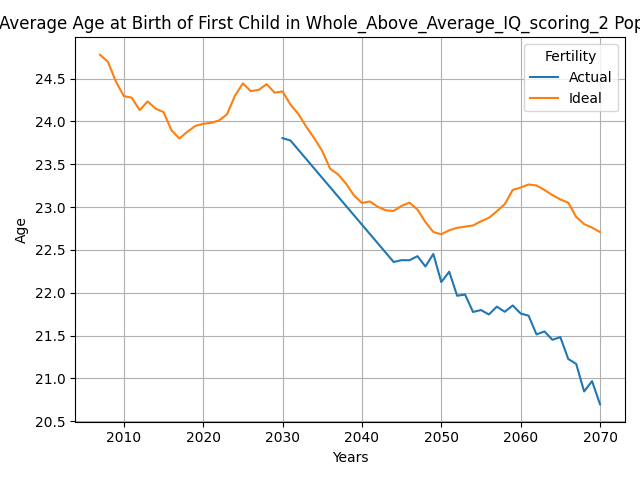 Average Age at Birth of First Child in Whole_Above_Average_IQ_scoring_2 Pop
Fertility
Actual
Ideal
24.5
24.0
23.5
23.0
22.5
22.0
21.5
21.0
20.5
Age
2010 2020 2030 2040 2050 2060 2070
Years